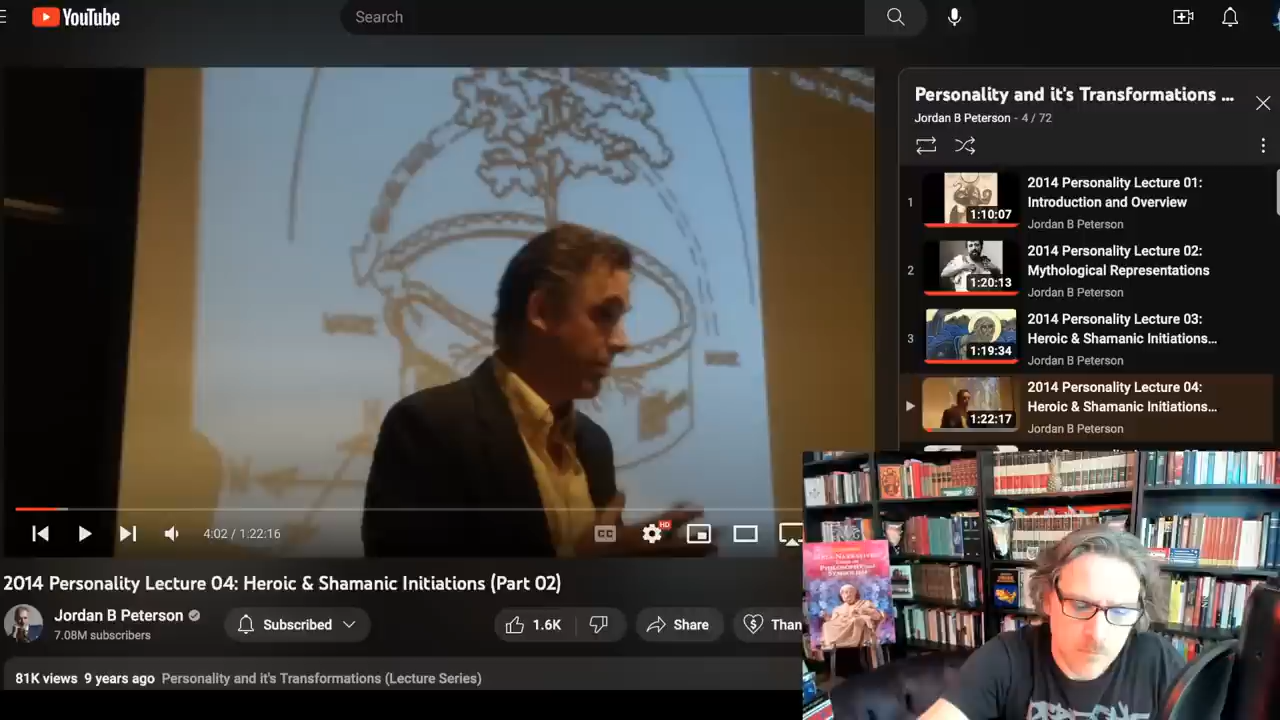 YouTube
Search
Personality and it's Transformations ...
Jordan B Peterson - 4 / 72
1
1:10:07
2014 Personality Lecture 01:
Introduction and Overview
Jordan B Peterson
2
1:20:13
2014 Personality Lecture 02:
Mythological Representations
Jordan B Peterson
3
1:19:34
2014 Personality Lecture 03:
Heroic & Shamanic Initiations...
Jordan B Peterson
1:22:17
2014 Personality Lecture 04:
Heroic & Shamanic Initiations...
Jordan B Peterson
4:02 / 1:22:16
CC
HD
2014 Personality Lecture 04: Heroic & Shamanic Initiations (Part 02)
Jordan B Peterson
7.08M subscribers
Subscribed
1.6K
Share
Than
81K views 9 years ago Personality and it's Transformations (Lecture Series)